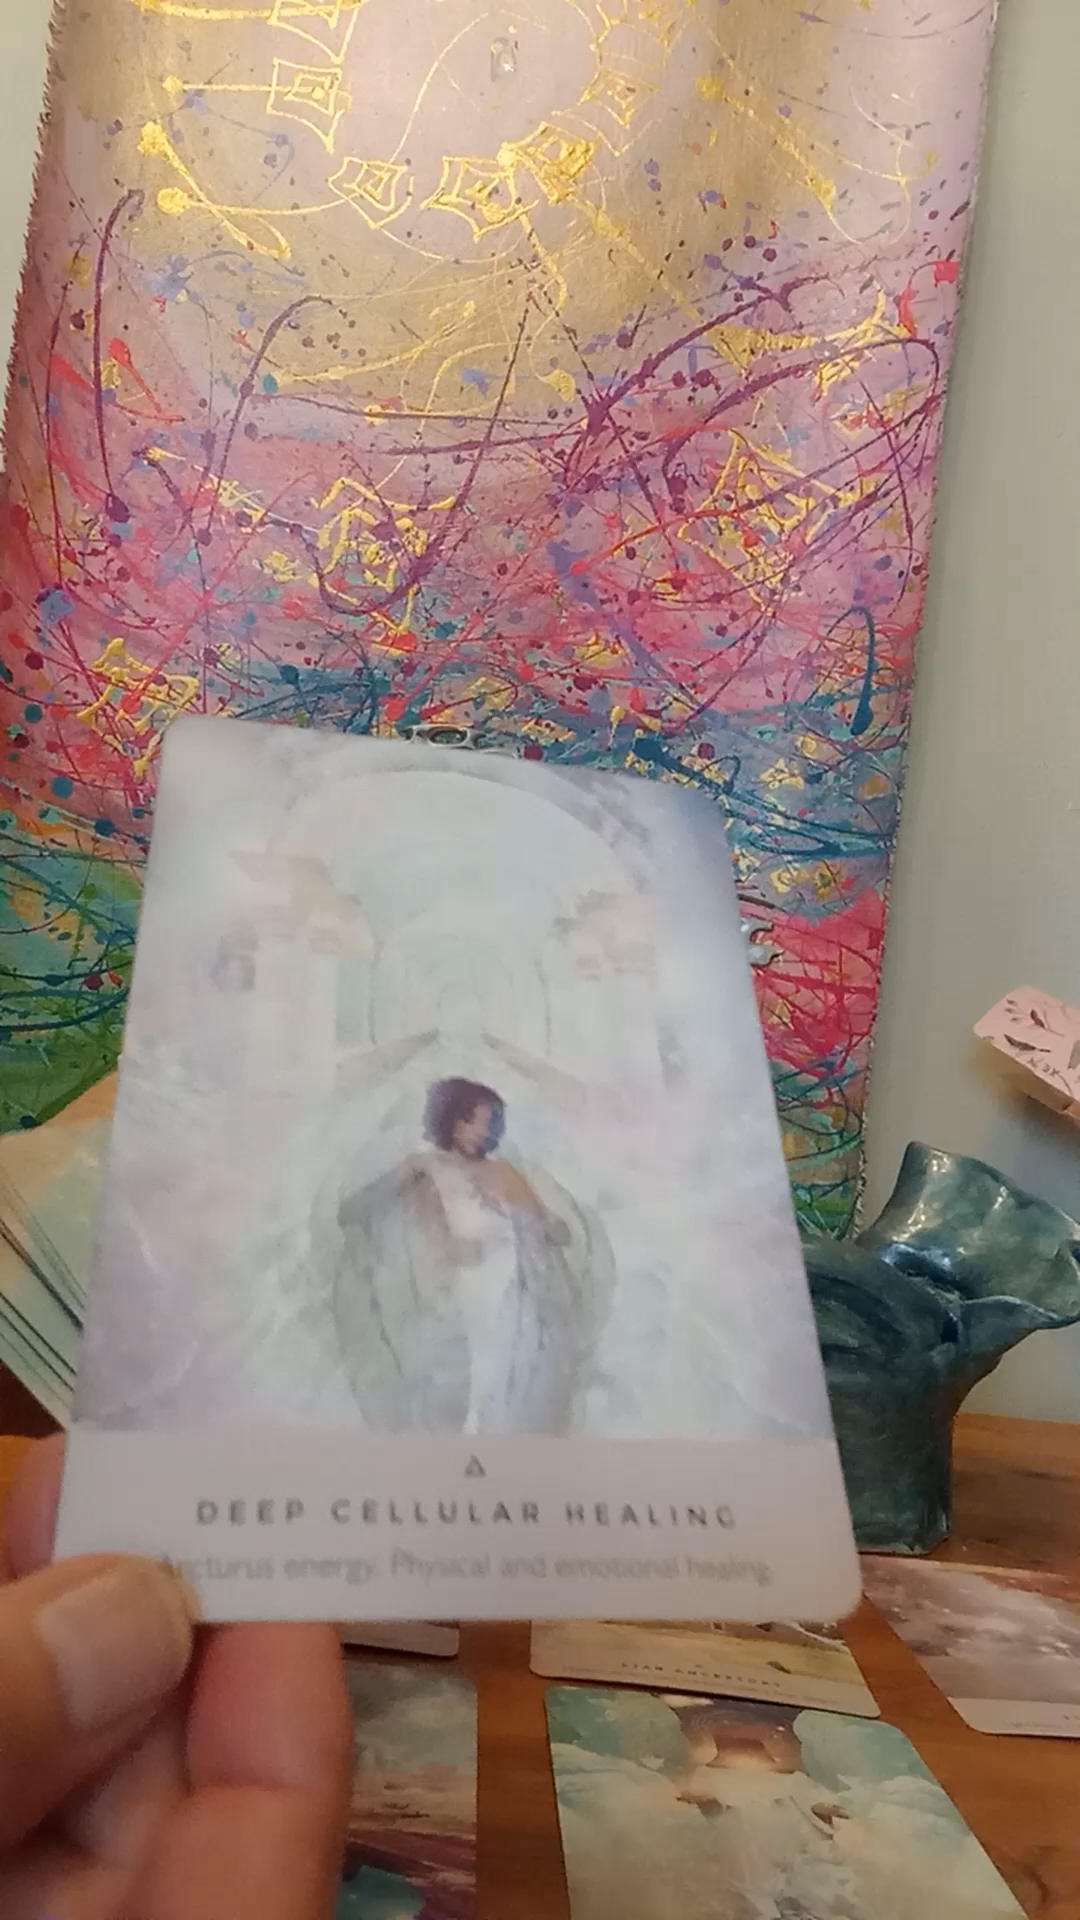 DEEP CELLULAR HEALING
Arcturus energy. Physical and emotional healing.